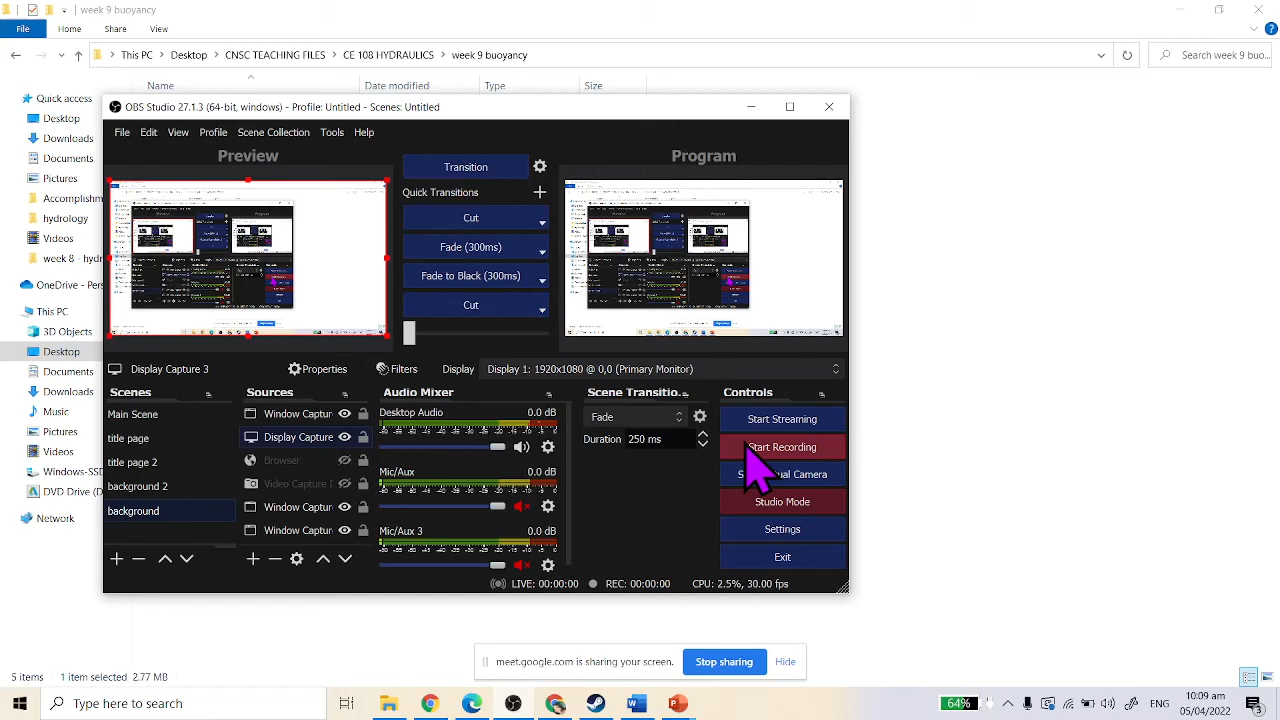 week 9 buoyancy
File Home Share View
This PC Desktop CNSC TEACHING FILES CE 108 HYDRAULICS week 9 buoyancy Search week 9 buo...
Name Date modified Type Size
Quick access
Desktop
Downloads
Documents
Pictures
Accomplishm
hydrology
Videos
week 8 - hydr
OneDrive - Pers
This PC
3D Objects
Desktop
Documents
Downloads
Music
Pictures
Videos
Windows-SSD
DVD Drive (D
Network
5 items 1 item selected 2.77 MB
OBS Studio 27.1.3 (64-bit, windows) - Profile: Untitled - Scenes: Untitled
File Edit View Profile Scene Collection Tools Help
Preview
Transition
Quick Transitions
Cut
Fade (300ms)
Fade to Black (300ms)
Cut
Program
Display Capture 3 Properties Filters Display Display 1: 1920x1080 @ 0,0 (Primary Monitor)
Scenes
Main Scene
title page
title page 2
background 2
background
Sources
Window Captur
Display Capture
Browser
Video Capture D
Window Captur
Window Captur
Audio Mixer
Desktop Audio 0.0 dB
Mic/Aux 0.0 dB
Mic/Aux 3 0.0 dB
Scene Transitio...
Fade
Duration 250 ms
Controls
Start Streaming
Start Recording
Camera
Studio Mode
Settings
Exit
LIVE: 00:00:00 REC: 00:00:00 CPU: 2.5%, 30.00 fps
meet.google.com is sharing your screen. Stop sharing Hide
Type here to search
64% ENG 10:09 am
05/04/2022 3